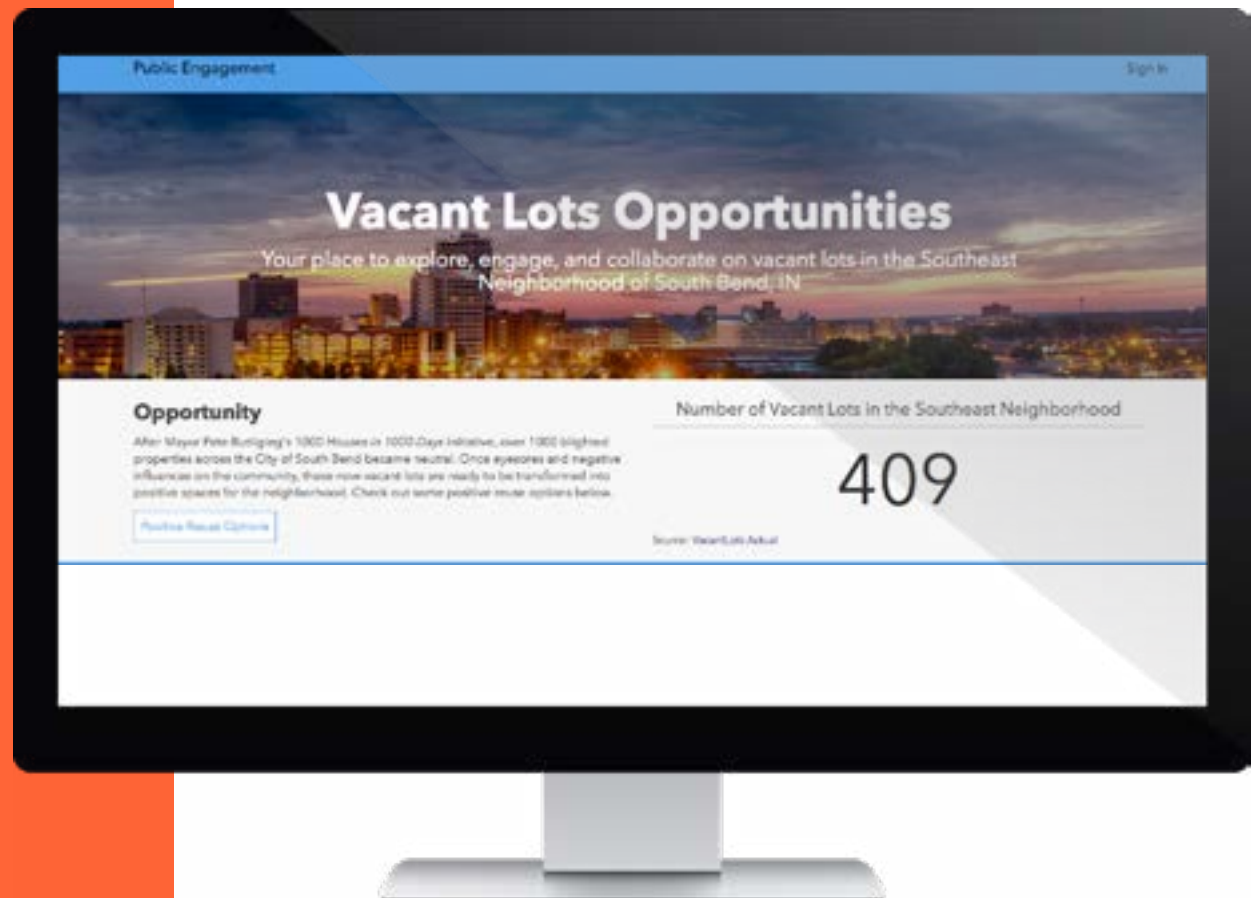 Public Engagement
Sign In
Vacant Lots Opportunities
Your place to explore, engage, and collaborate on vacant lots in the Southeast
Neighborhood of South Bend, IN
Opportunity
After Mayor Pete Buttigieg's 1000 Houses in 1000 Days initiative, over 1000 blighted
properties across the City of South Bend became neutral. Once eyesores and negative
influences on the community, these now vacant lots are ready to be transformed into
positive spaces for the neighborhood. Check out some positive reuse options below.
Positive Reuse Options
Number of Vacant Lots in the Southeast Neighborhood
409
Source: VacantLots Actual